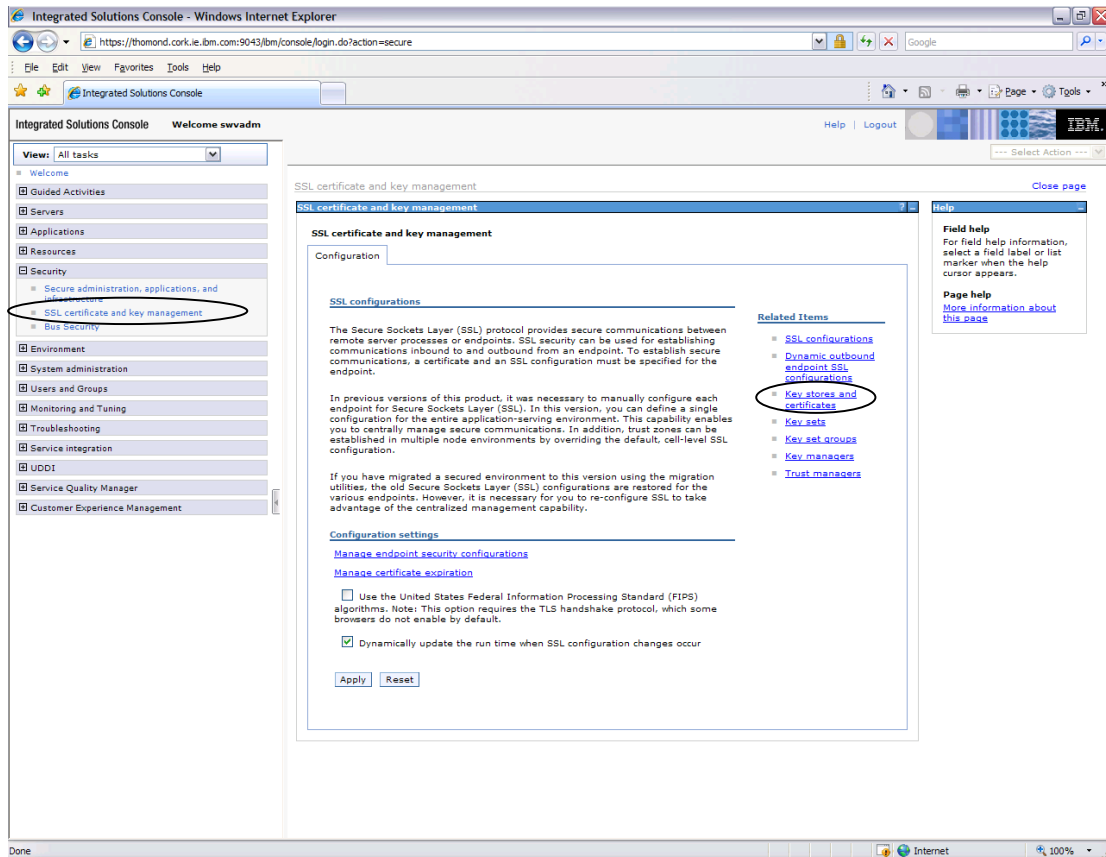 Integrated Solutions Console - Windows Internet Explorer
https://thomond.cork.ie.ibm.com:9043/ibm/console/login.do?action=secure
Google
File Edit View Favorites Tools Help
Integrated Solutions Console
Page Tools
Integrated Solutions Console Welcome swvadm
Help | Logout
IBM.
View: All tasks
--- Select Action ---
Welcome
Guided Activities
Servers
Applications
Resources
Security
Secure administration, applications, and
infrastructure
SSL certificate and key management
Bus Security
Environment
System administration
Users and Groups
Monitoring and Tuning
Troubleshooting
Service integration
UDDI
Service Quality Manager
Customer Experience Management
SSL certificate and key management
Close page
SSL certificate and key management ? -
SSL certificate and key management
Configuration
SSL configurations
The Secure Sockets Layer (SSL) protocol provides secure communications between
remote server processes or endpoints. SSL security can be used for establishing
communications inbound to and outbound from an endpoint. To establish secure
communications, a certificate and an SSL configuration must be specified for the
endpoint.
In previous versions of this product, it was necessary to manually configure each
endpoint for Secure Sockets Layer (SSL). In this version, you can define a single
configuration for the entire application-serving environment. This capability enables
you to centrally manage secure communications. In addition, trust zones can be
established in multiple node environments by overriding the default, cell-level SSL
configuration.
If you have migrated a secured environment to this version using the migration
utilities, the old Secure Sockets Layer (SSL) configurations are restored for the
various endpoints. However, it is necessary for you to re-configure SSL to take
advantage of the centralized management capability.
Configuration settings
Manage endpoint security configurations
Manage certificate expiration
Use the United States Federal Information Processing Standard (FIPS)
algorithms. Note: This option requires the TLS handshake protocol, which some
browsers do not enable by default.
Dynamically update the run time when SSL configuration changes occur
Apply Reset
Related Items
SSL configurations
Dynamic outbound
endpoint SSL
configurations
Key stores and
certificates
Key sets
Key set groups
Key managers
Trust managers
Help -
Field help
For field help information,
select a field label or list
marker when the help
cursor appears.
Page help
More information about
this page
Done
Internet
100%